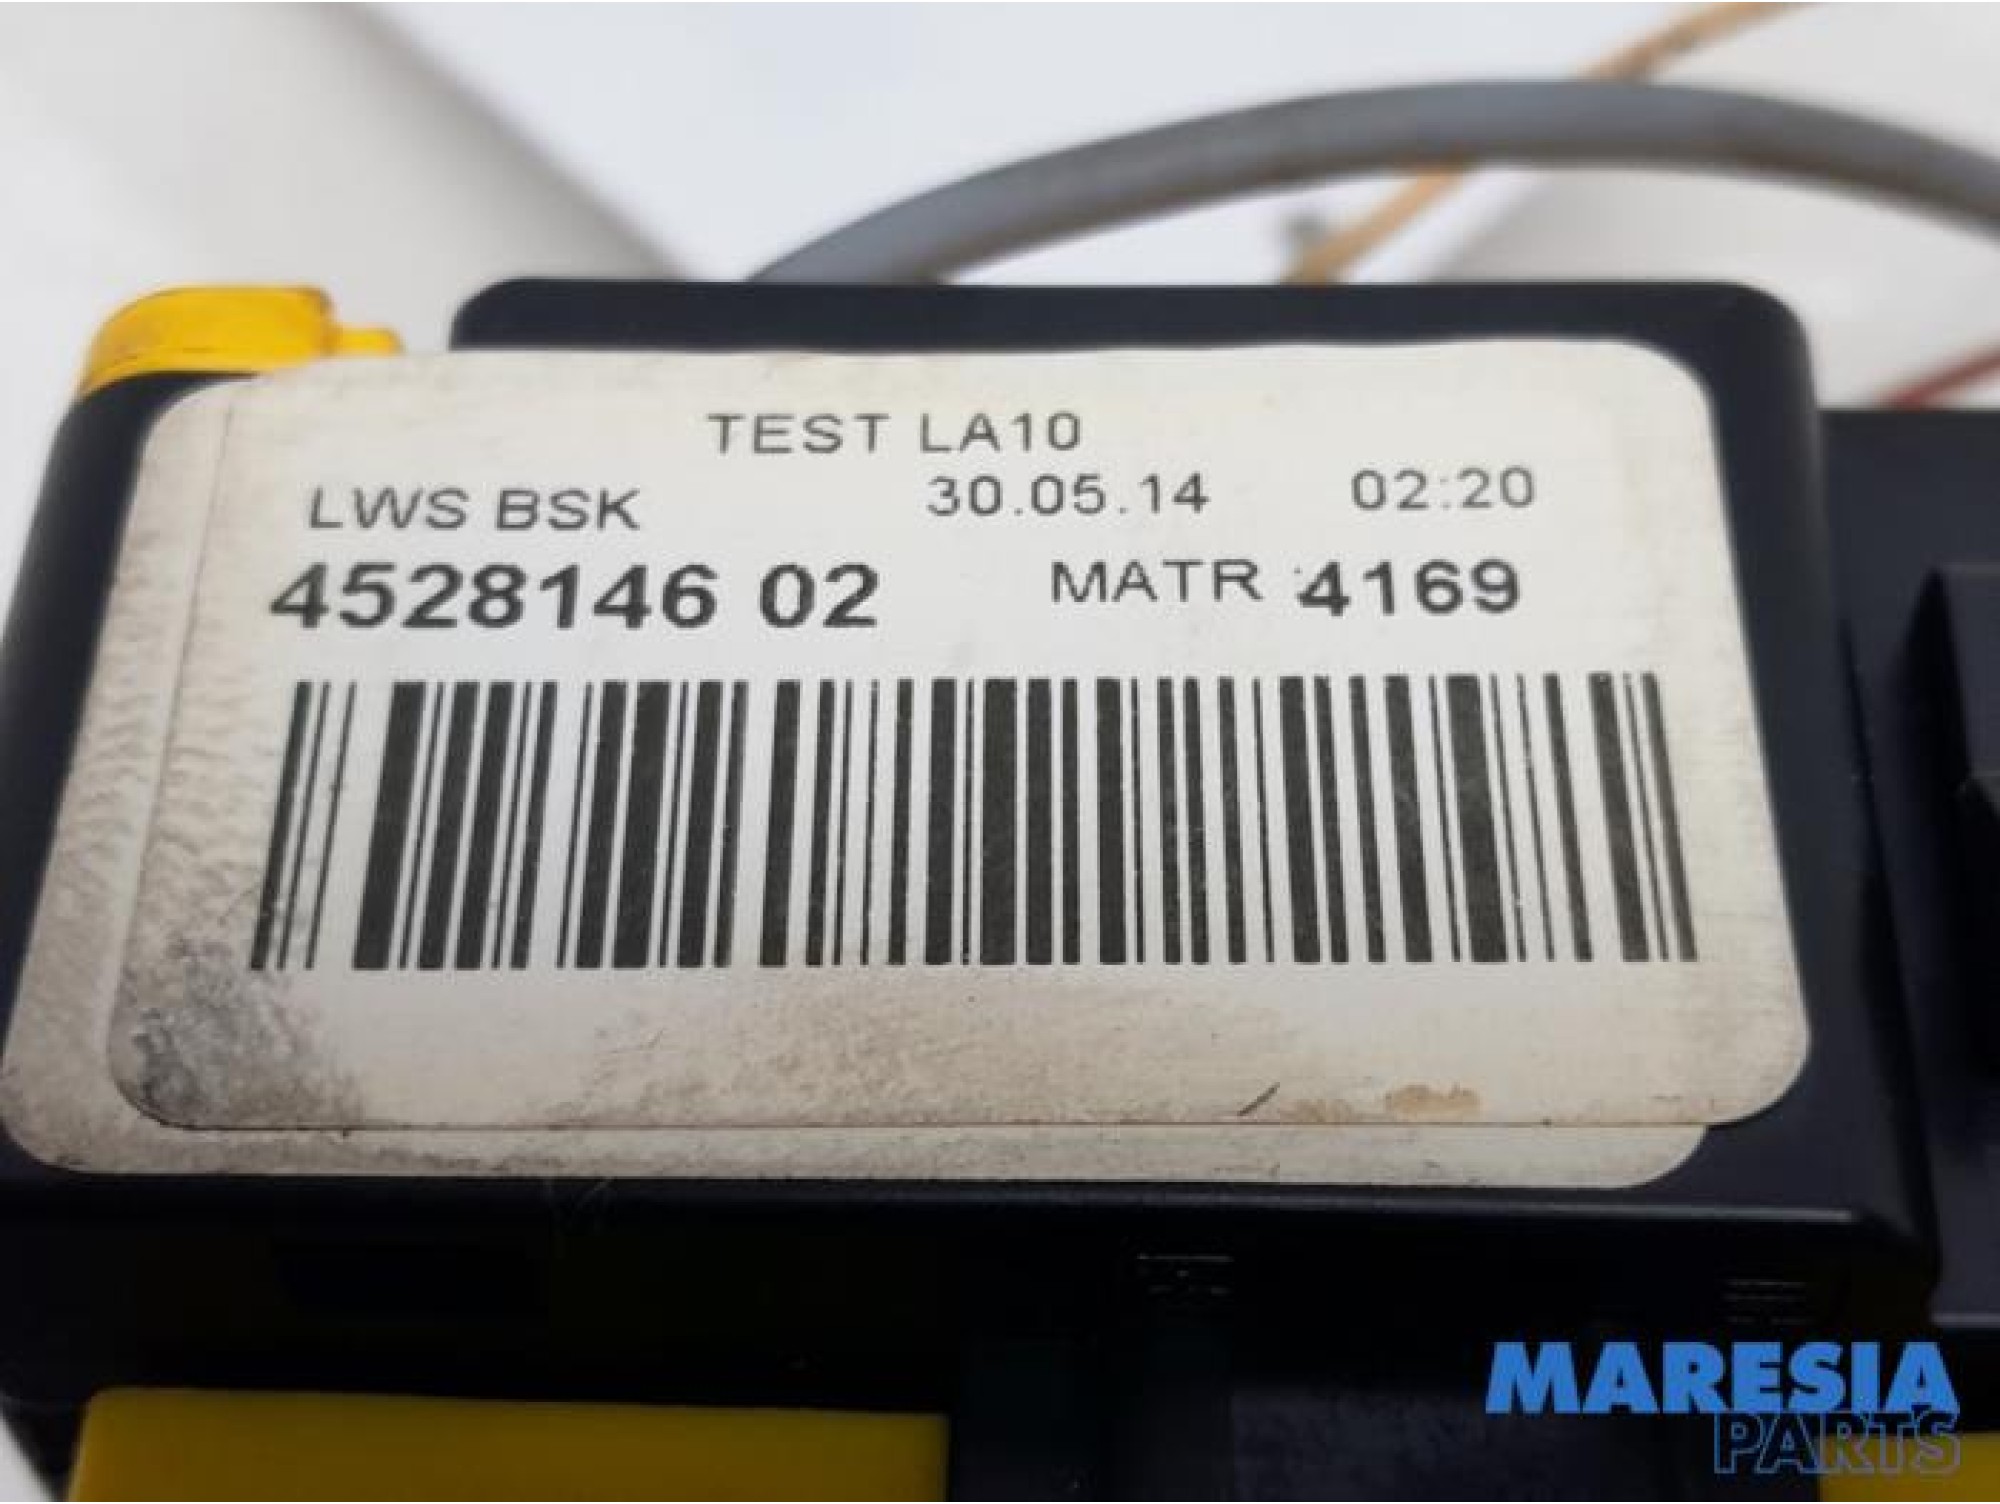 TEST LA10
LWS BSK 30.05.14 02:20
4528146 02 MATR :4169
MARESIA
PARTS